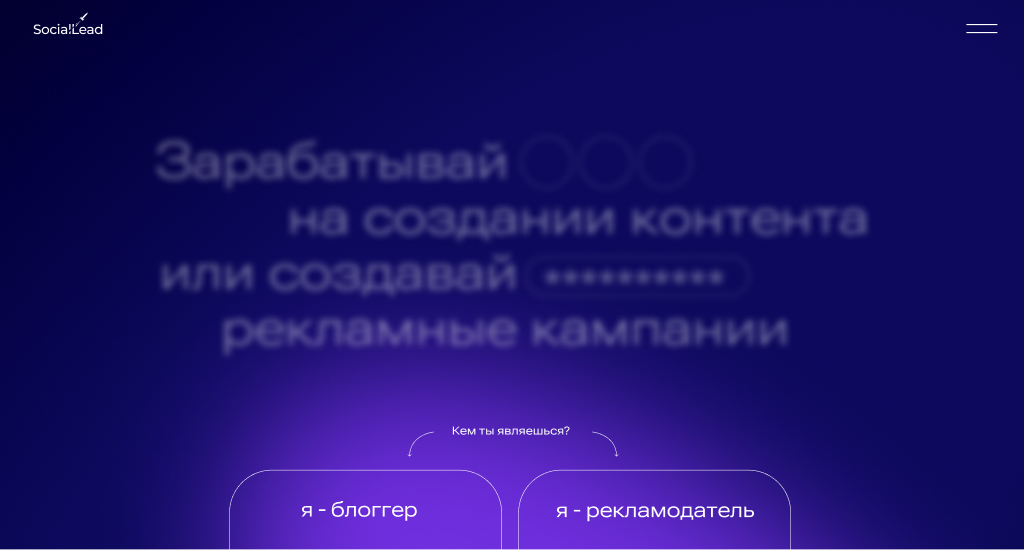 SocialLead
Зарабатывай
на создании контента
или создавай **********
рекламные кампании
Кем ты являешься?
я - блоггер
я - рекламодатель